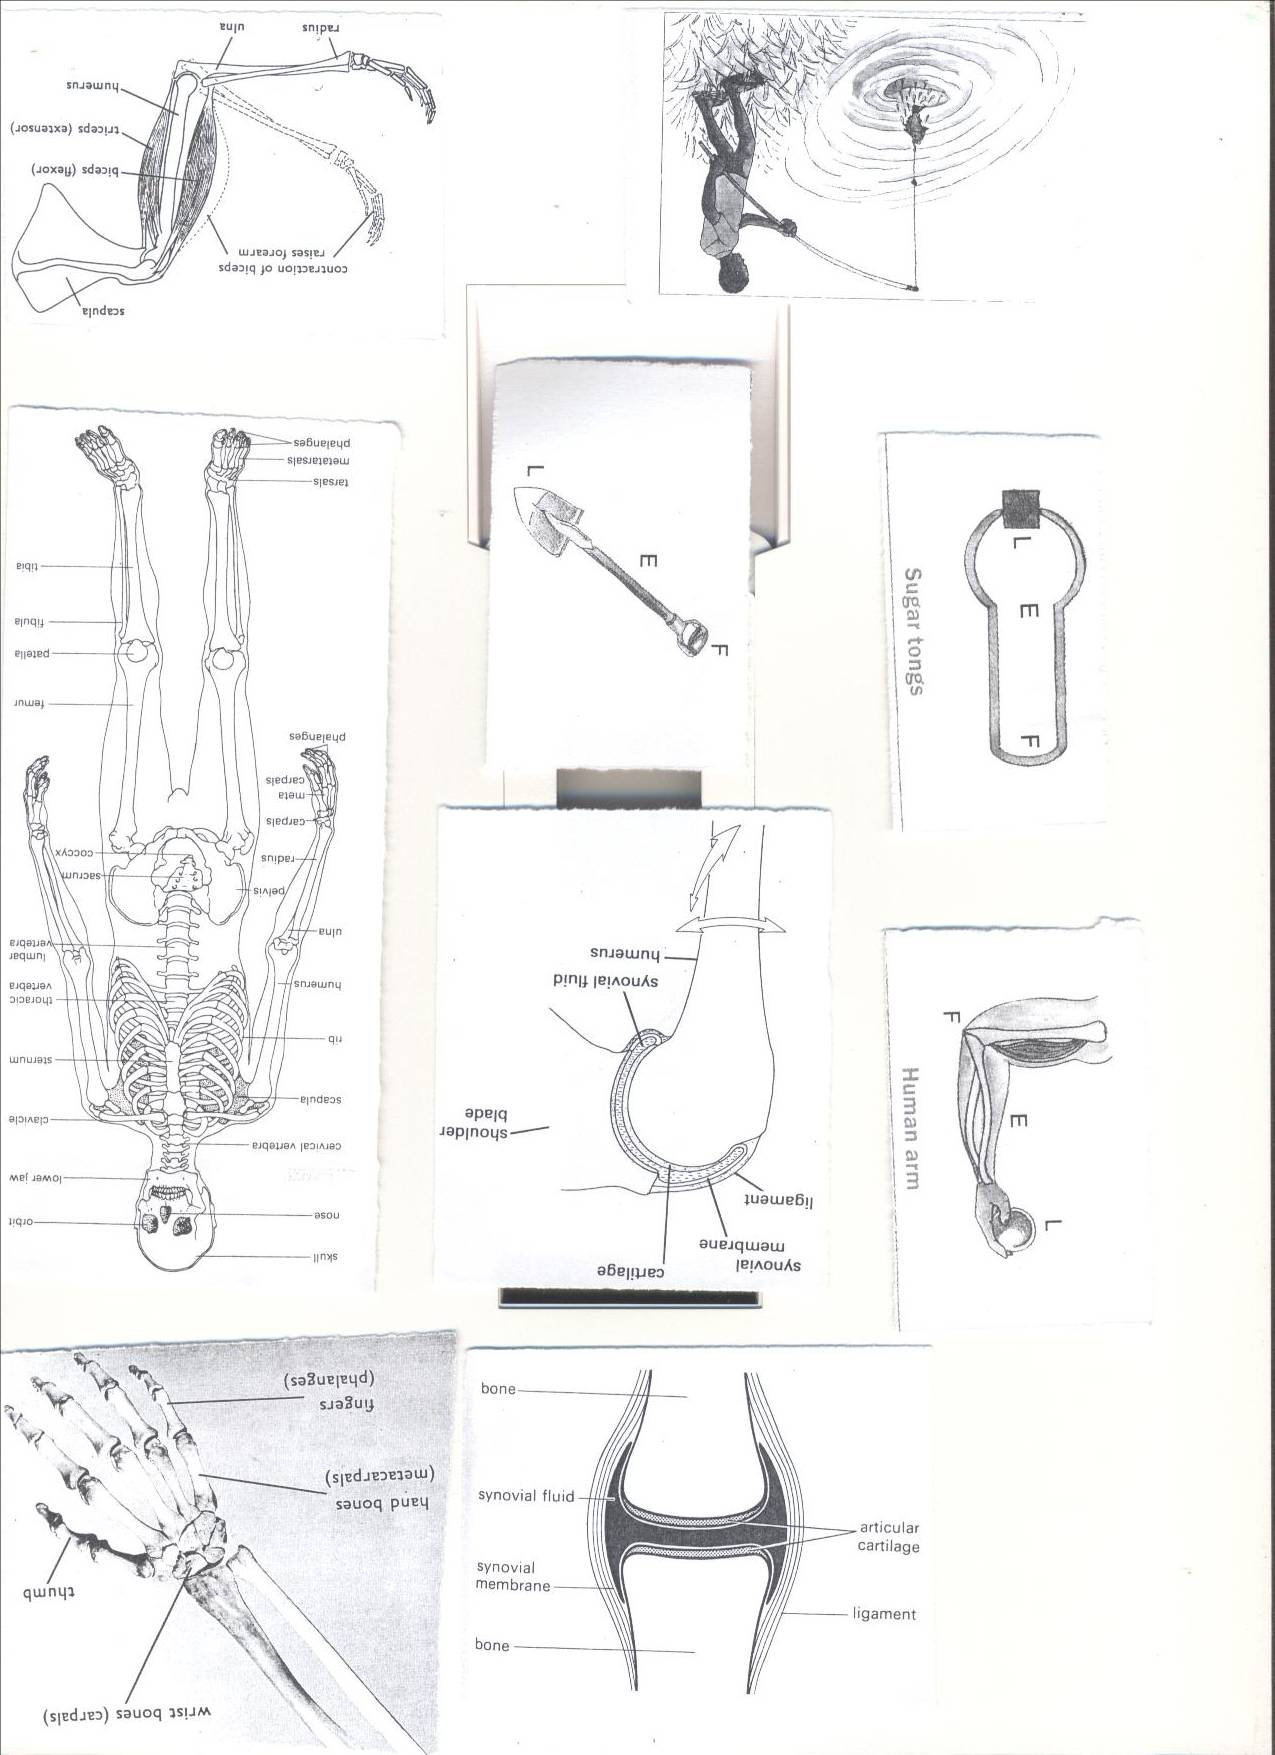 ulna
radius
humerus
triceps (extensor)
biceps (flexor)
contraction of biceps
raises forearm
scapula
L
E
F
L
E
F
Sugar tongs
phalanges
metatarsals
tarsals
tibia
fibula
patella
femur
phalanges
meta
carpals
carpals
coccyx
radius
sacrum
pelvis
ulna
lumbar
vertebra
humerus
thoracic
vertebra
rib
sternum
scapula
clavicle
cervical vertebra
lower jaw
nose
orbit
skull
humerus
synovial fluid
shoulder
blade
ligament
synovial
membrane
cartilage
F
E
L
Human arm
fingers
(phalanges)
hand bones
(metacarpals)
thumb
wrist bones (carpals)
bone
synovial fluid
articular
cartilage
synovial
membrane
ligament
bone